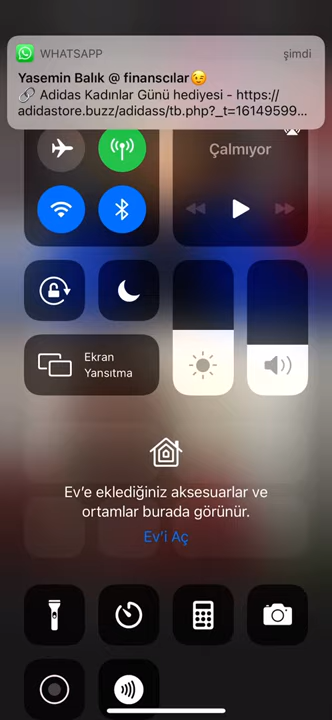 WHATSAPP
şimdi
Yasemin Balık @ finanscılar😉
🔗 Adidas Kadınlar Günü hediyesi - https://
adidastore.buzz/adidass/tb.php?_t=16149599...
Çalmıyor
Ekran
Yansıtma
Ev’e eklediğiniz aksesuarlar ve
ortamlar burada görünür.
Ev’i Aç